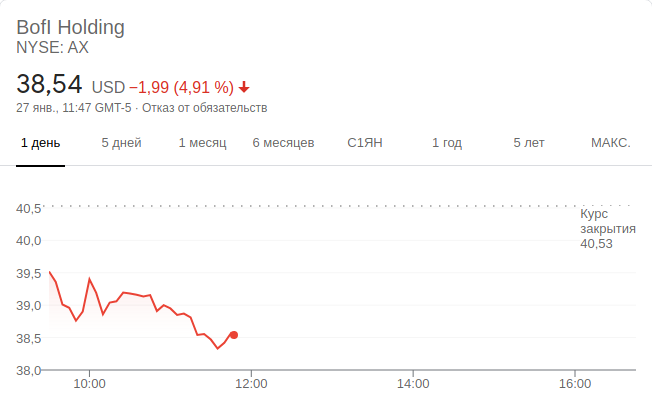 BofI Holding
NYSE: AX
38,54 USD −1,99 (4,91 %)
27 янв., 11:47 GMT-5 · Отказ от обязательств
1 день 5 дней 1 месяц 6 месяцев С1ЯН 1 год 5 лет МАКС.
40,5
Курс
закрытия
40,53
40,0
39,5
39,0
38,5
38,0
10:00 12:00 14:00 16:00